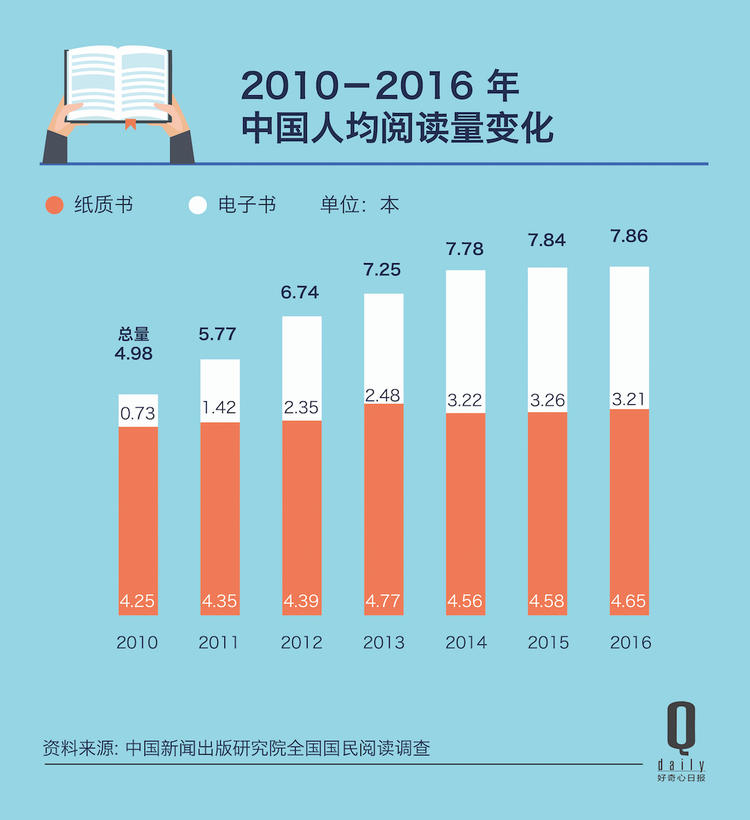 2010－2016 年
中国人均阅读量变化
纸质书 电子书 单位：本
总量
4.98 5.77 6.74 7.25 7.78 7.84 7.86
0.73 1.42 2.35 2.48 3.22 3.26 3.21
4.25 4.35 4.39 4.77 4.56 4.58 4.65
2010 2011 2012 2013 2014 2015 2016
资料来源: 中国新闻出版研究院全国国民阅读调查
Q
daily
好奇心日报